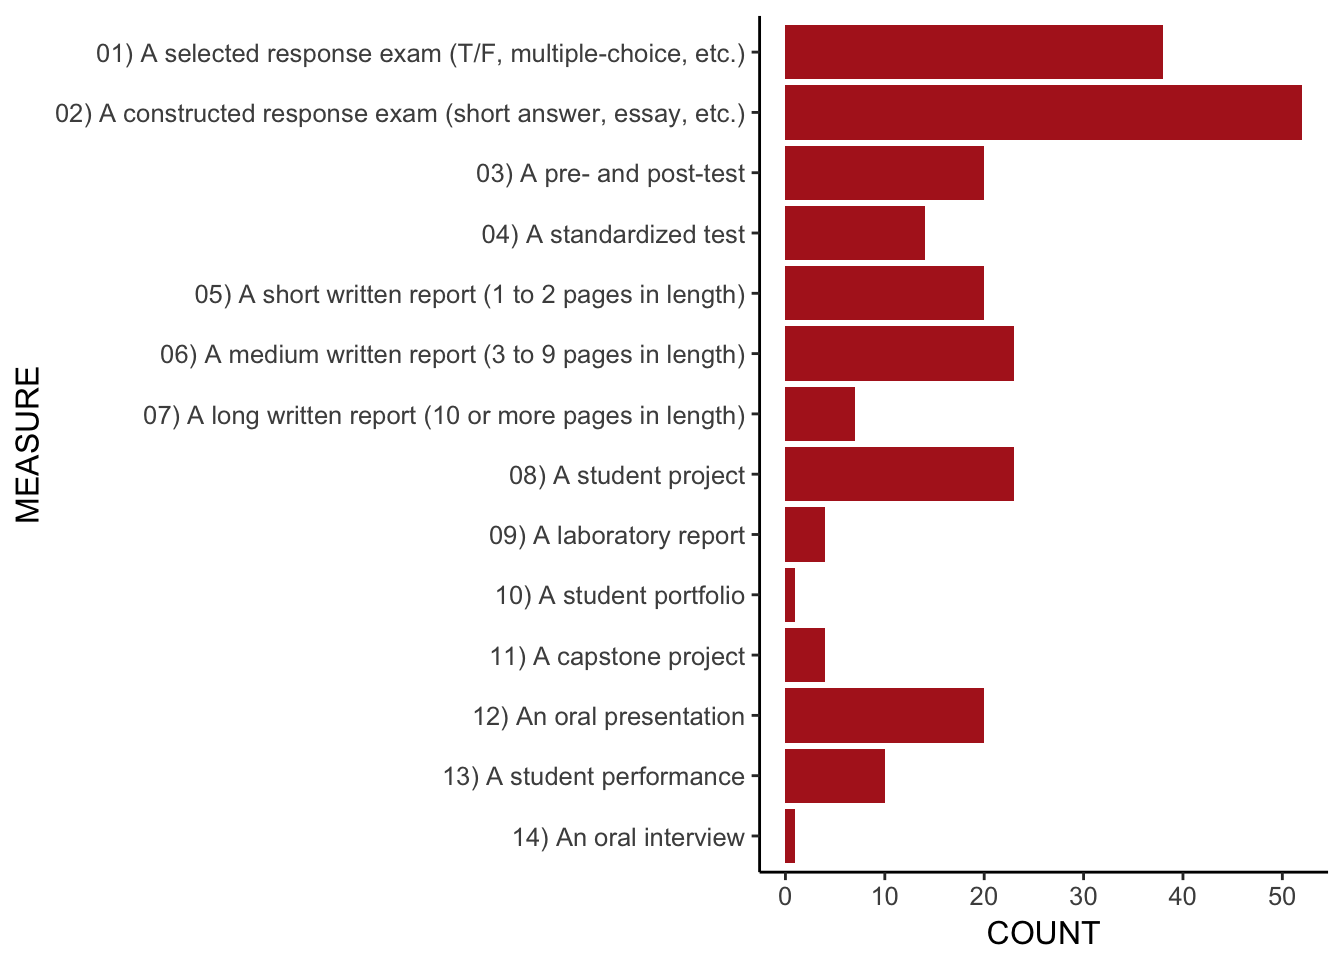 01) A selected response exam (T/F, multiple-choice, etc.)
02) A constructed response exam (short answer, essay, etc.)
03) A pre- and post-test
04) A standardized test
05) A short written report (1 to 2 pages in length)
06) A medium written report (3 to 9 pages in length)
07) A long written report (10 or more pages in length)
08) A student project
09) A laboratory report
10) A student portfolio
11) A capstone project
12) An oral presentation
13) A student performance
14) An oral interview
MEASURE
0 10 20 30 40 50
COUNT